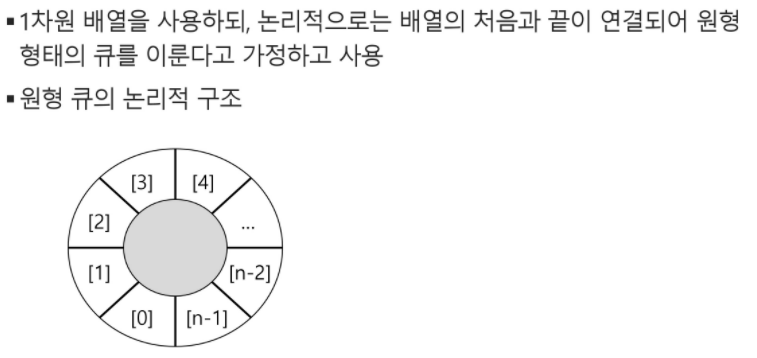 ▪1차원 배열을 사용하되, 논리적으로는 배열의 처음과 끝이 연결되어 원형
형태의 큐를 이룬다고 가정하고 사용
▪원형 큐의 논리적 구조
[3] [4]
[2] ...
[1] [n-2]
[0] [n-1]